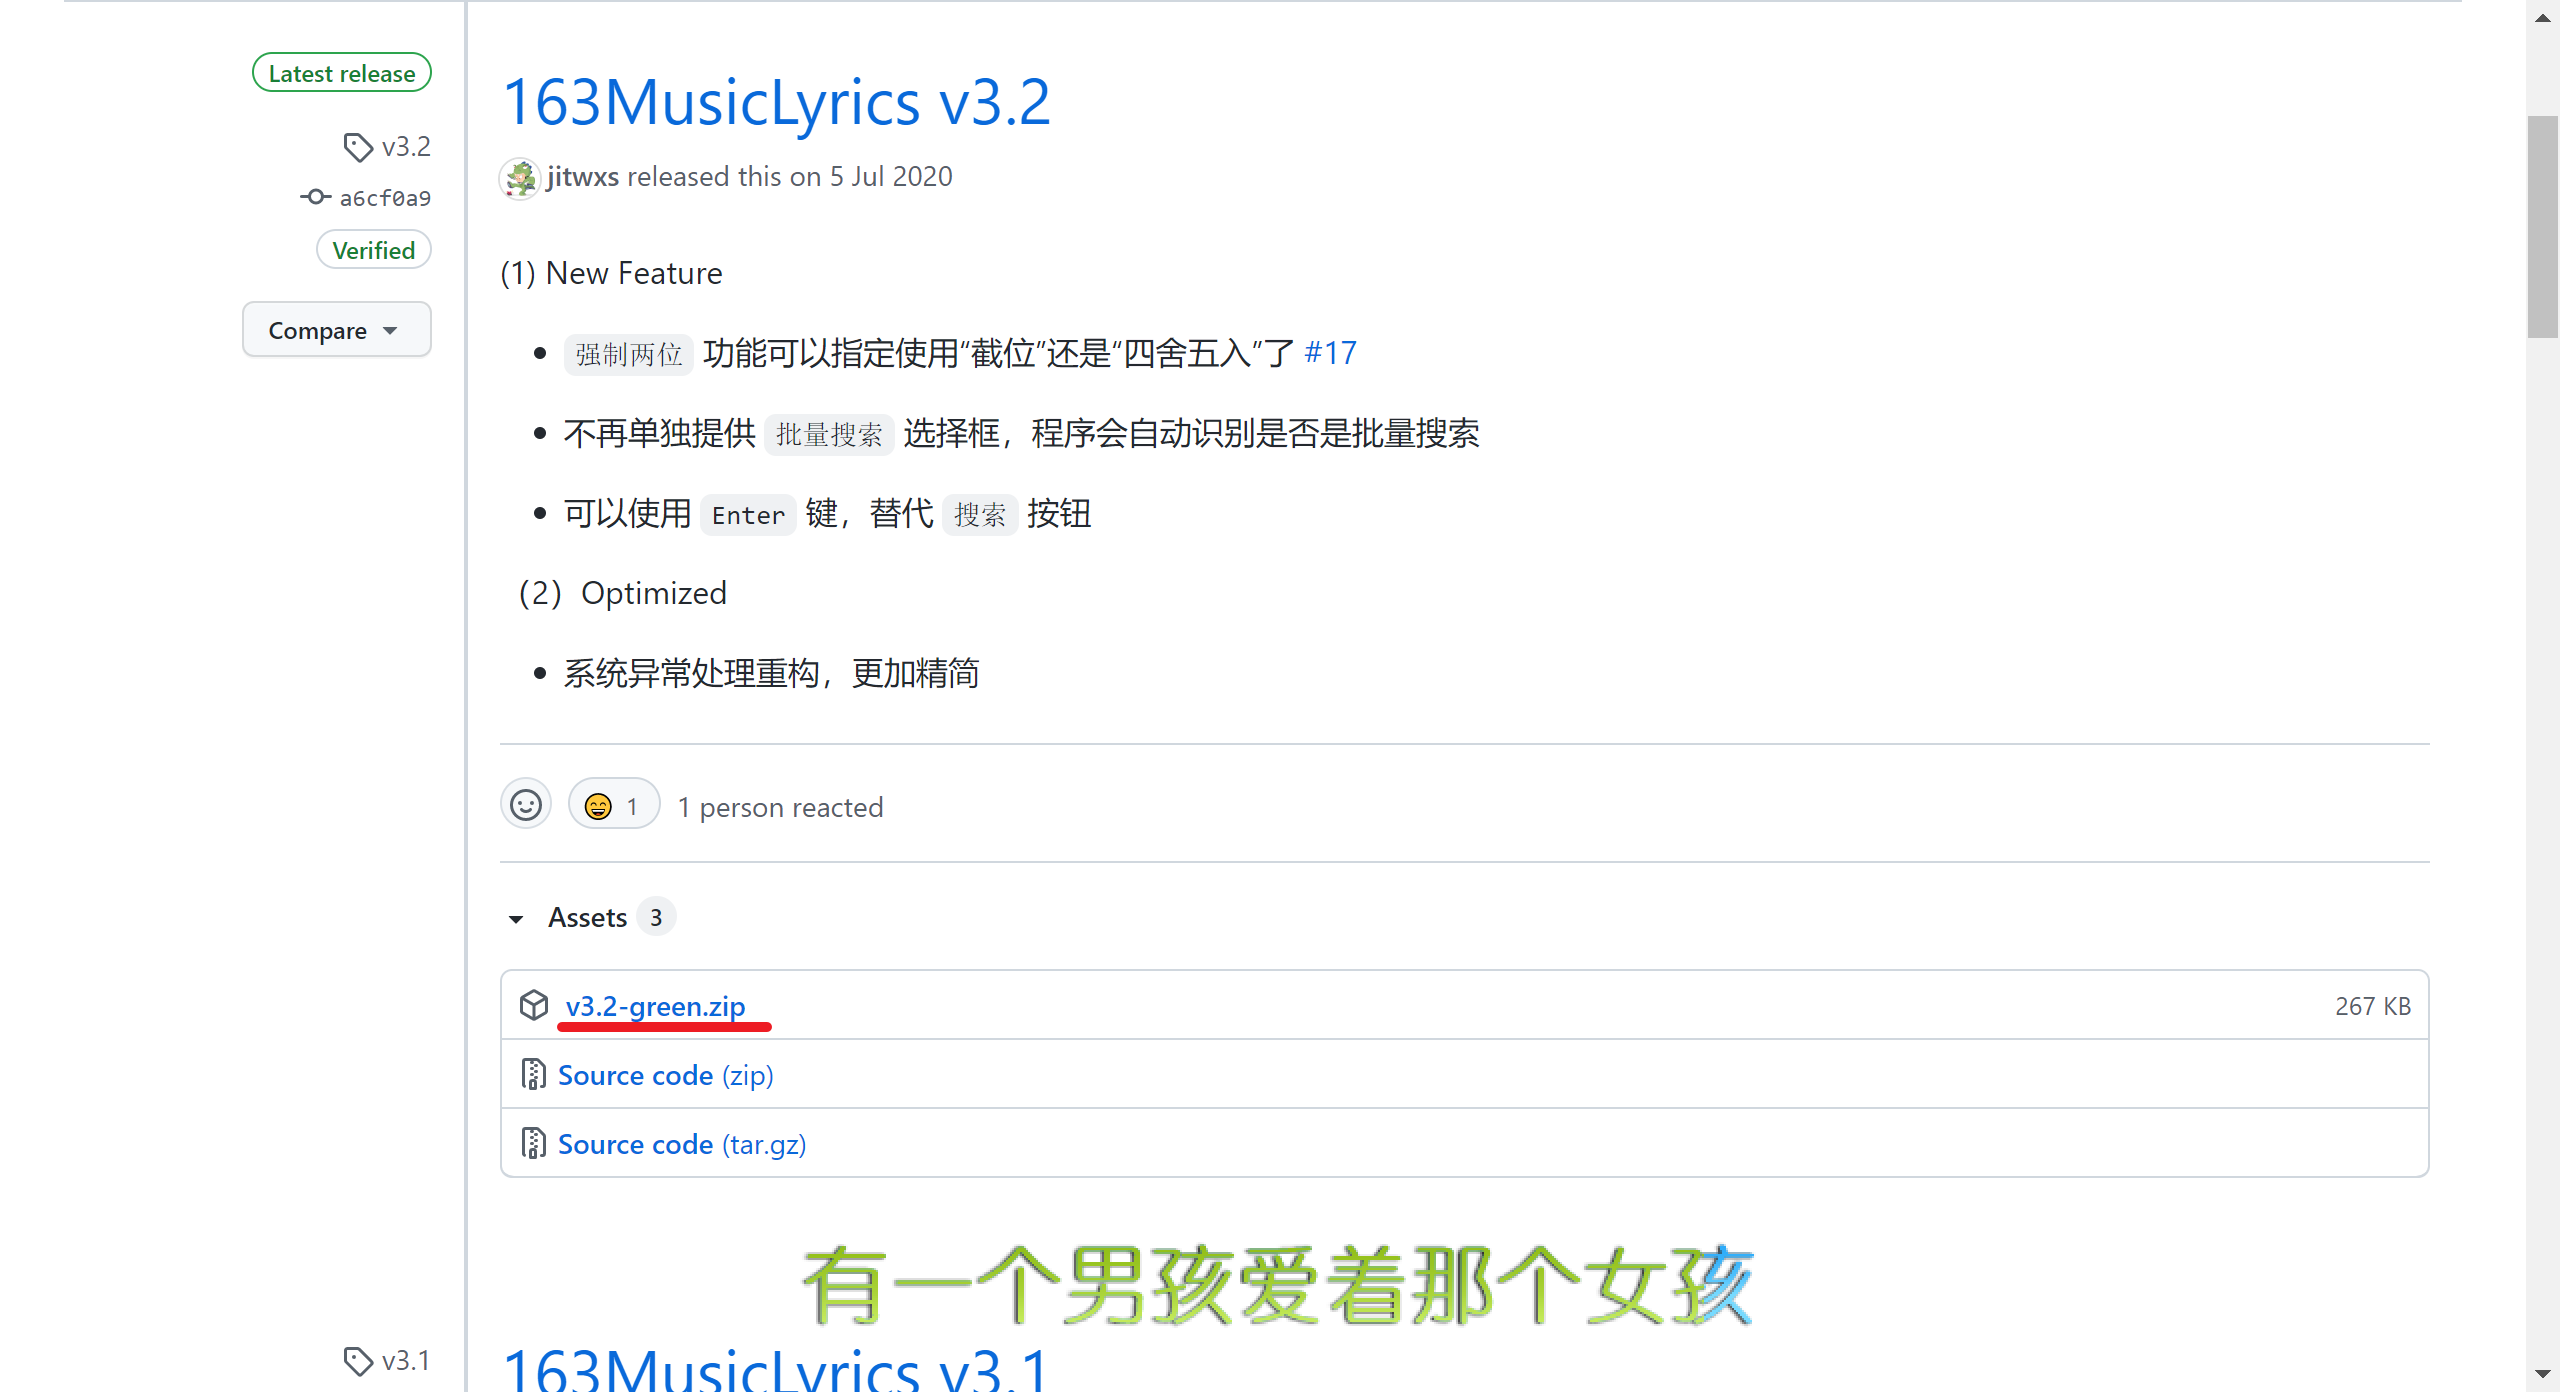 Latest release
v3.2
a6cf0a9
Verified
Compare
163MusicLyrics v3.2
jitwxs released this on 5 Jul 2020
(1) New Feature
强制两位 功能可以指定使用“截位”还是“四舍五入”了 #17
不再单独提供 批量搜索 选择框，程序会自动识别是否是批量搜索
可以使用 Enter 键，替代 搜索 按钮
（2）Optimized
系统异常处理重构，更加精简
1 1 person reacted
Assets 3
v3.2-green.zip 267 KB
Source code (zip)
Source code (tar.gz)
有一个男孩爱着那个女孩
v3.1
163MusicLyrics v3.1